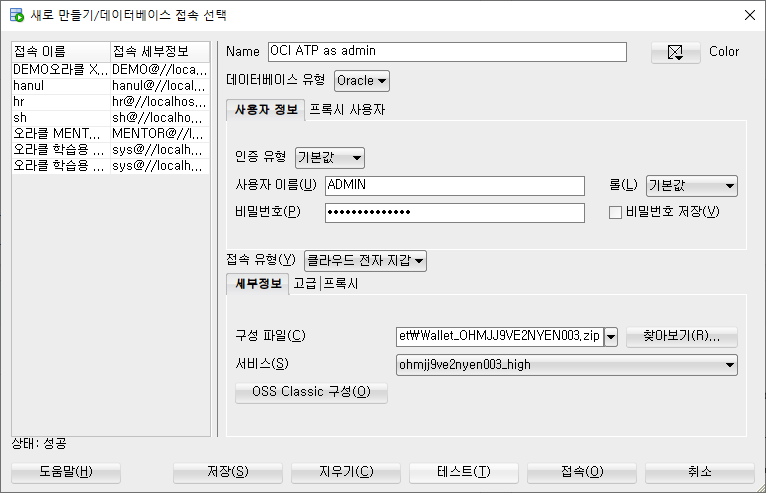 새로 만들기/데이터베이스 접속 선택
접속 이름 접속 세부정보
DEMO오라클 X... DEMO@//loca...
hanul hanul@//local...
hr hr@//localhos...
sh sh@//localho...
오라클 MENT... MENTOR@//l...
오라클 학습용 ... sys@//localh...
오라클 학습용 ... sys@//localh...
상태: 성공
Name OCI ATP as admin Color
데이터베이스 유형 Oracle
사용자 정보 프록시 사용자
인증 유형 기본값
사용자 이름(U) ADMIN 롤(L) 기본값
비밀번호(P) •••••••••••••• 비밀번호 저장(V)
접속 유형(Y) 클라우드 전자 지갑
세부정보 고급 프록시
구성 파일(C) et₩Wallet_OHMJJ9VE2NYEN003.zip 찾아보기(R)...
서비스(S) ohmjj9ve2nyen003_high
OSS Classic 구성(O)
도움말(H) 저장(S) 지우기(C) 테스트(T) 접속(O) 취소